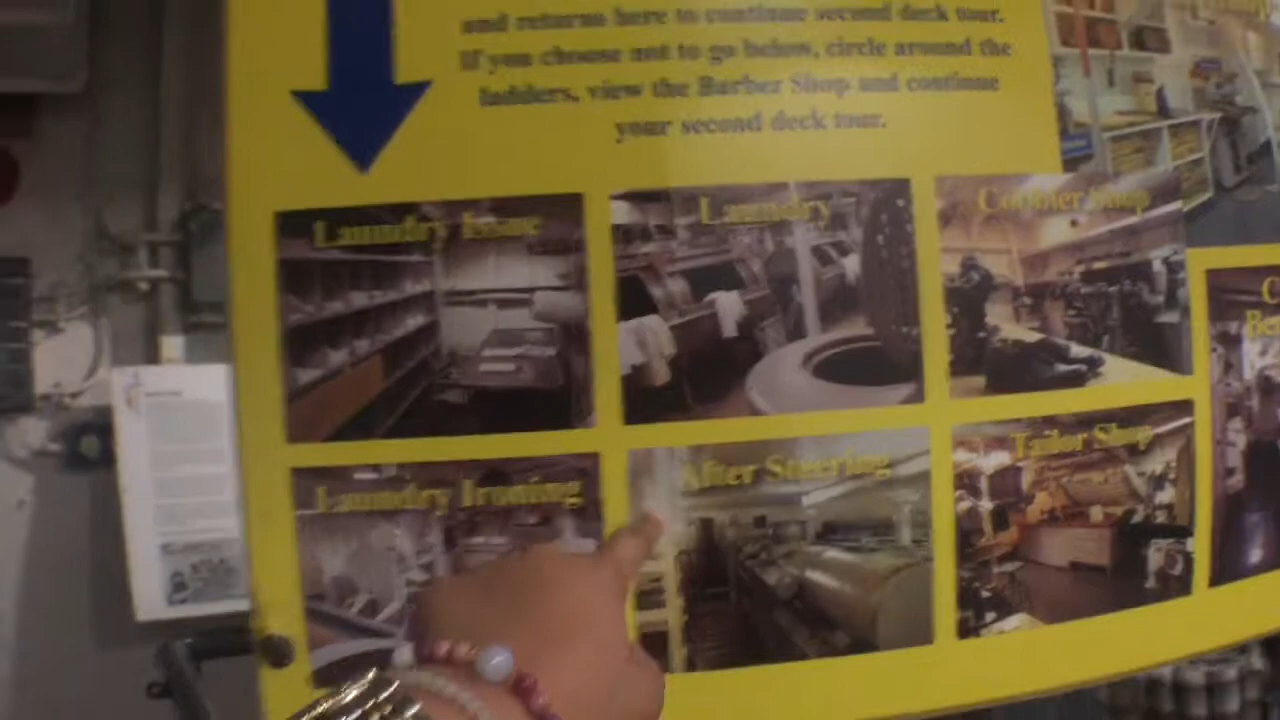 and returns here to continue second deck tour.
If you choose not to go below, circle around the
ladders, view the Barber Shop and continue
your second deck tour.
Laundry Issue
Laundry
Cobbler Shop
Laundry Ironing
After Steering
Tailor Shop